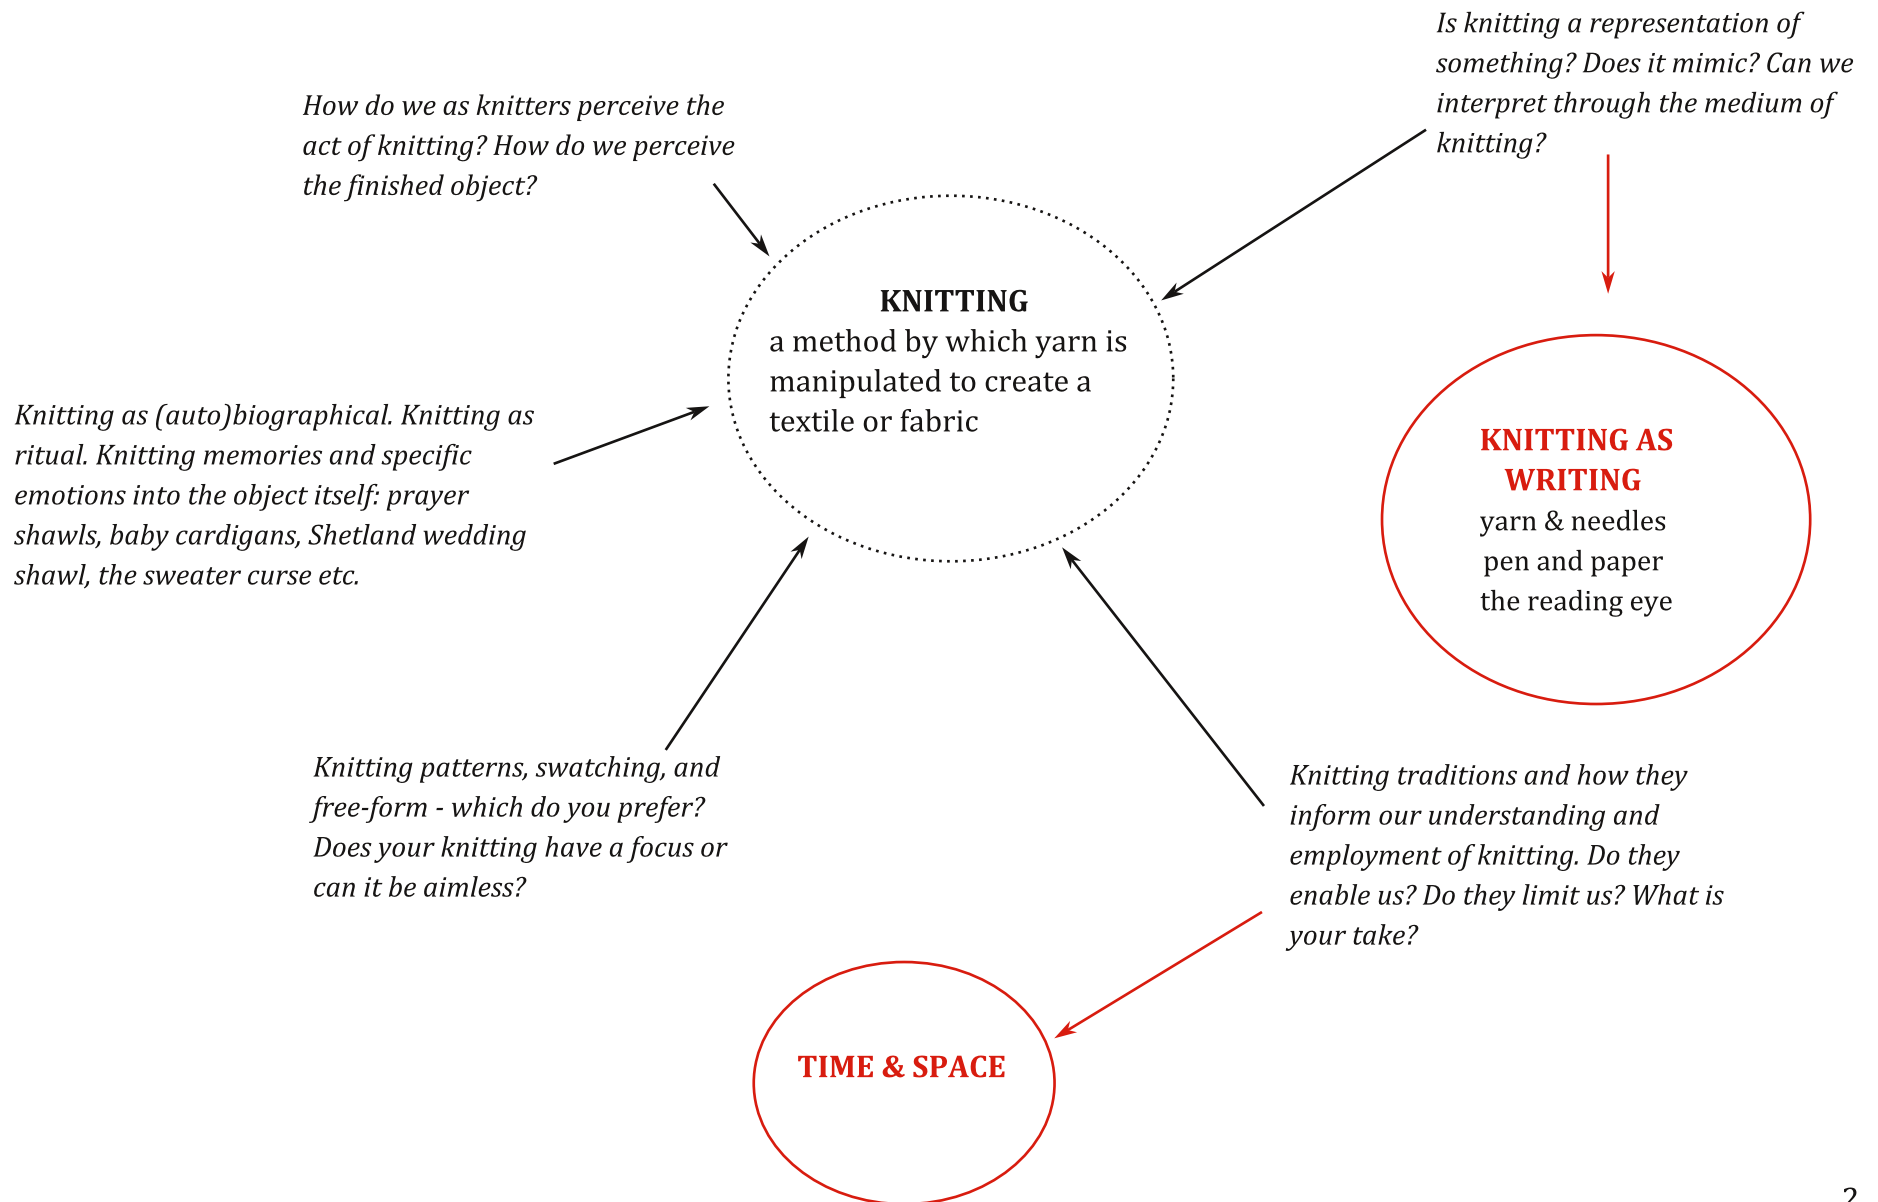 Is knitting a representation of
something? Does it mimic? Can we
interpret through the medium of
knitting?
How do we as knitters perceive the
act of knitting? How do we perceive
the finished object?
KNITTING
a method by which yarn is
manipulated to create a
textile or fabric
Knitting as (auto)biographical. Knitting as
ritual. Knitting memories and specific
emotions into the object itself: prayer
shawls, baby cardigans, Shetland wedding
shawl, the sweater curse etc.
KNITTING AS
WRITING
yarn & needles
pen and paper
the reading eye
Knitting patterns, swatching, and
free-form - which do you prefer?
Does your knitting have a focus or
can it be aimless?
Knitting traditions and how they
inform our understanding and
employment of knitting. Do they
enable us? Do they limit us? What is
your take?
TIME & SPACE
2